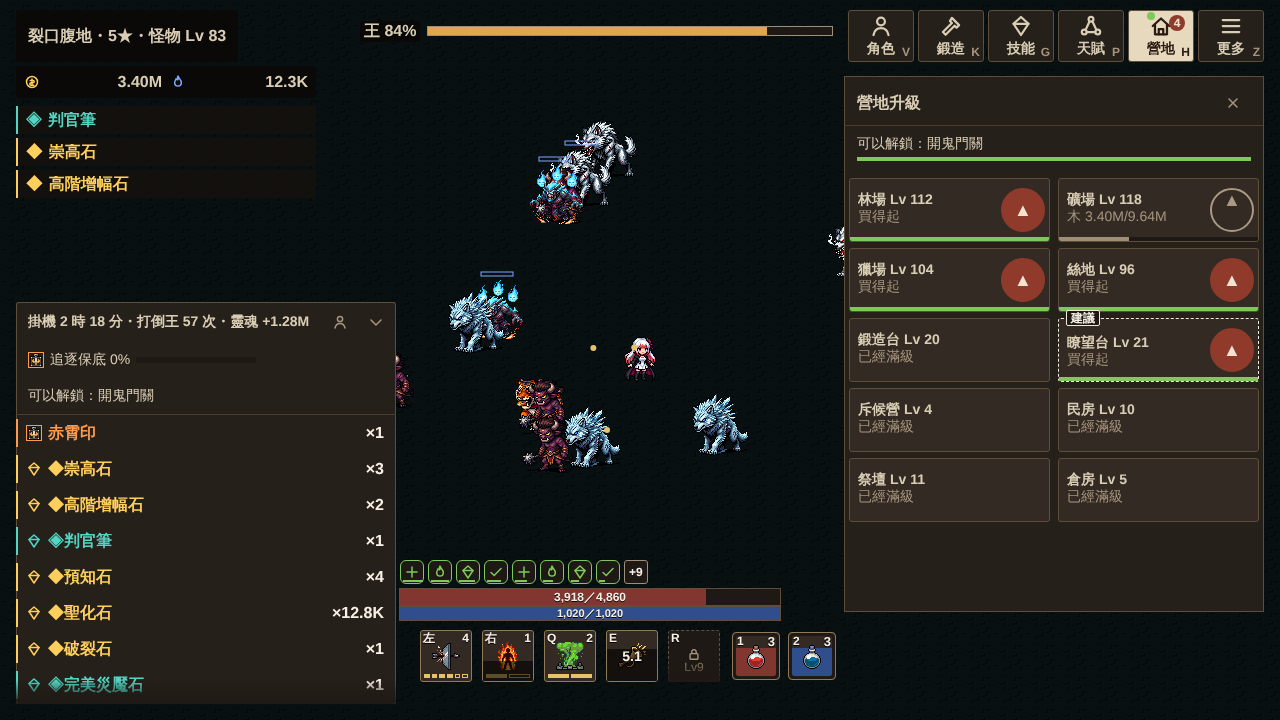 裂口腹地・5★・怪物 Lv 83
3.40M 12.3K
◈ 判官筆
◆ 崇高石
◆ 高階增幅石
王 84%
角色 V
鍛造 K
技能 G
天賦 P
4
營地 H
更多 Z
營地升級 ×
可以解鎖：開鬼門關
林場 Lv 112
買得起
▲
礦場 Lv 118
木 3.40M/9.64M
▲
獵場 Lv 104
買得起
▲
絲地 Lv 96
買得起
▲
鍛造台 Lv 20
已經滿級
建議
瞭望台 Lv 21
買得起
▲
斥候營 Lv 4
已經滿級
民房 Lv 10
已經滿級
祭壇 Lv 11
已經滿級
倉房 Lv 5
已經滿級
掛機 2 時 18 分・打倒王 57 次・靈魂 +1.28M
追逐保底 0%
可以解鎖：開鬼門關
赤霄印 ×1
◆崇高石 ×3
◆高階增幅石 ×2
◈判官筆 ×1
◆預知石 ×4
◆聖化石 ×12.8K
◆破裂石 ×1
◈完美災魘石 ×1
+9
3,918／4,860
1,020／1,020
左 4
右 1
Q 2
E 5.1
R Lv9
1 3
2 3